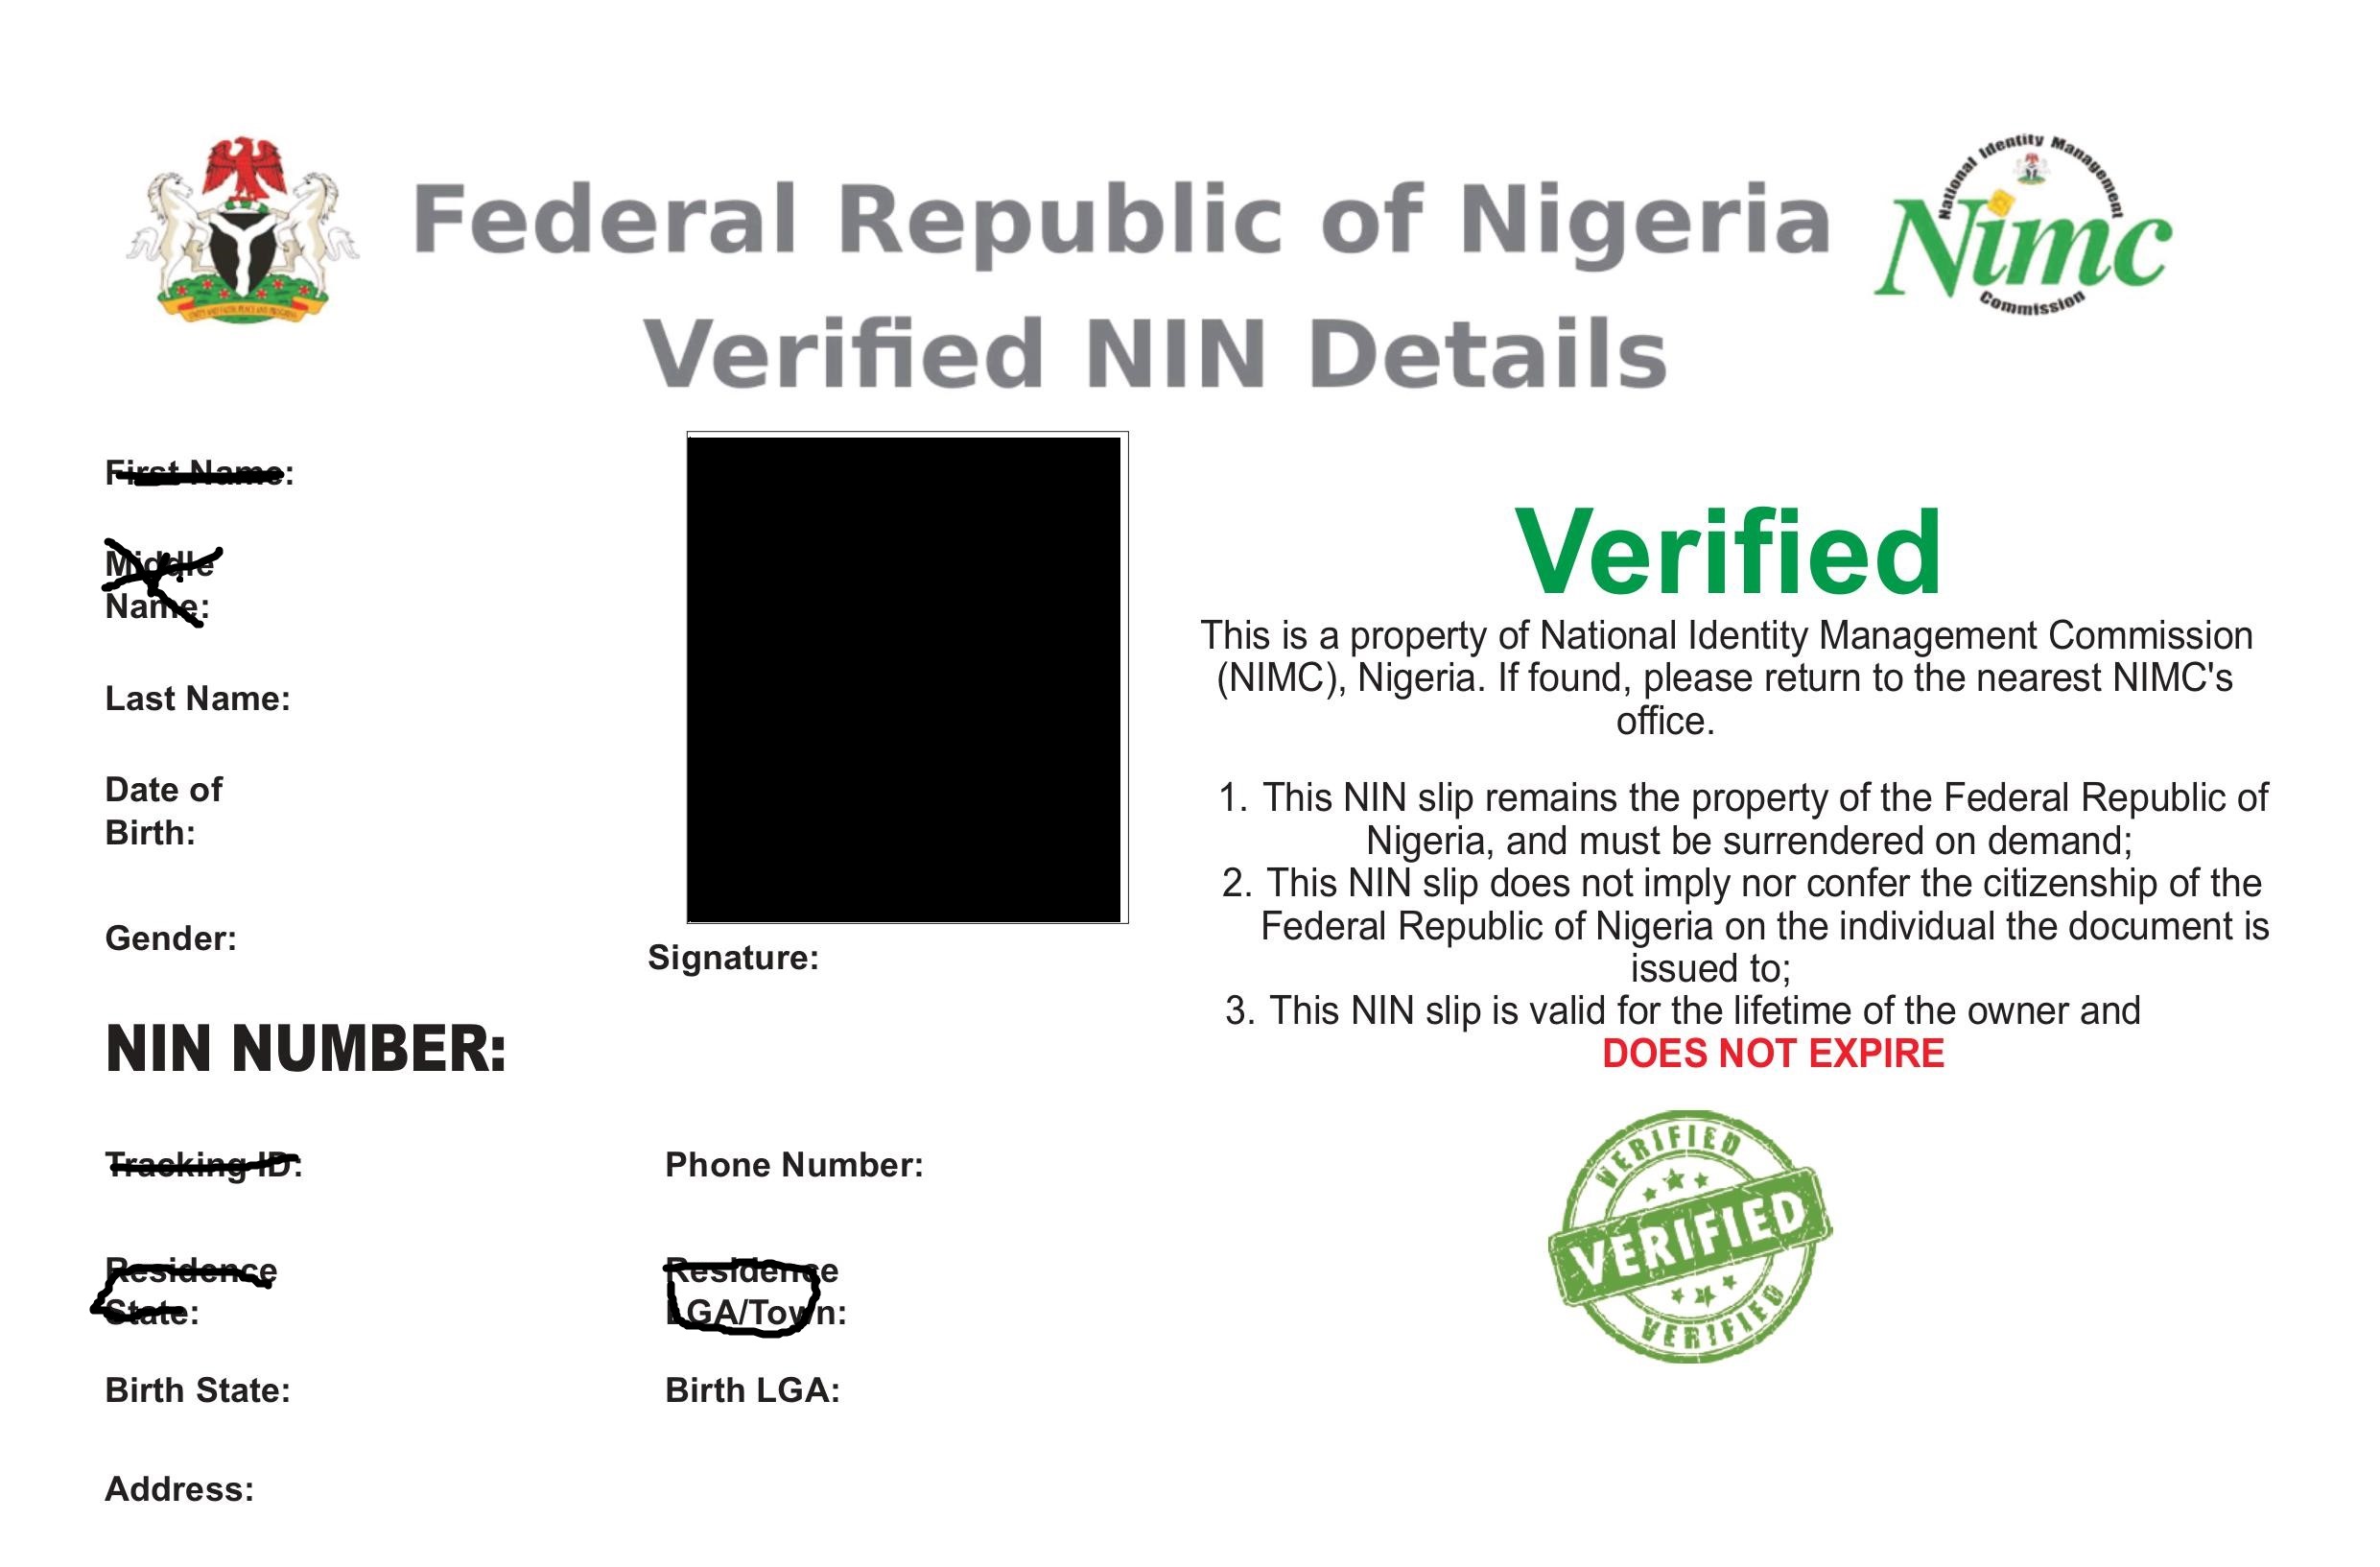 National Identity Management
Nimc
Commission
Federal Republic of Nigeria
Verified NIN Details
First Name:
Middle
Name:
Last Name:
Date of
Birth:
Gender:
NIN NUMBER:
Signature:
Verified
This is a property of National Identity Management Commission
(NIMC), Nigeria. If found, please return to the nearest NIMC's
office.
1. This NIN slip remains the property of the Federal Republic of
Nigeria, and must be surrendered on demand;
2. This NIN slip does not imply nor confer the citizenship of the
Federal Republic of Nigeria on the individual the document is
issued to;
3. This NIN slip is valid for the lifetime of the owner and
DOES NOT EXPIRE
Tracking ID:
Phone Number:
Residence
State:
Residence
LGA/Town:
Birth State:
Birth LGA:
Address:
VERIFIED
VERIFIED
VERIFIED